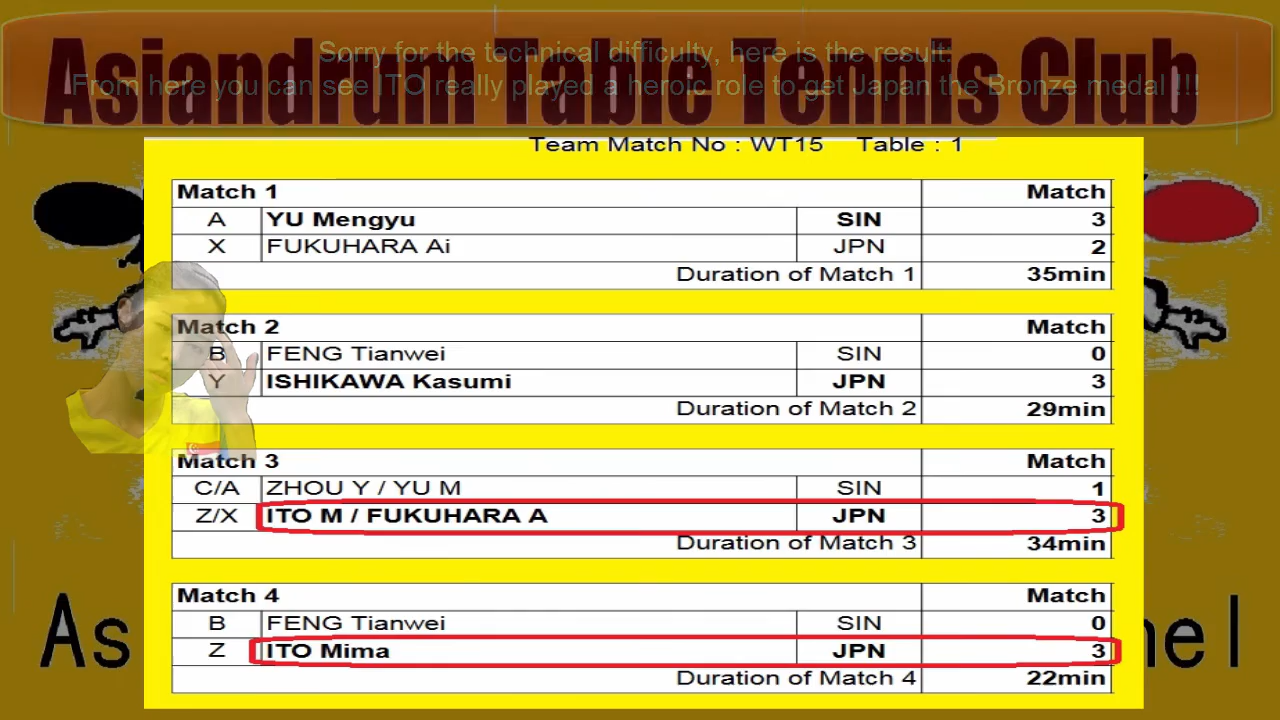 Asiandrum Table Tennis Club
Sorry for the technical difficulty, here is the result:
From here you can see ITO really played a heroic role to get Japan the Bronze medal !!!
Team Match No : WT15 Table : 1
Match 1 Match
A YU Mengyu SIN 3
X FUKUHARA Ai JPN 2
Duration of Match 1 35min
Match 2 Match
B FENG Tianwei SIN 0
Y ISHIKAWA Kasumi JPN 3
Duration of Match 2 29min
Match 3 Match
C/A ZHOU Y / YU M SIN 1
Z/X ITO M / FUKUHARA A JPN 3
Duration of Match 3 34min
Match 4 Match
B FENG Tianwei SIN 0
Z ITO Mima JPN 3
Duration of Match 4 22min